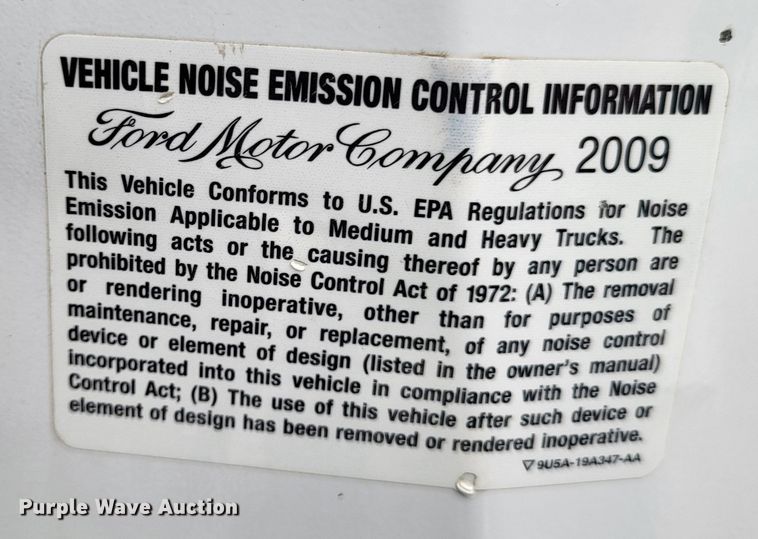 VEHICLE NOISE EMISSION CONTROL INFORMATION
Ford Motor Company 2009
This Vehicle Conforms to U.S. EPA Regulations for Noise
Emission Applicable to Medium and Heavy Trucks. The
following acts or the causing thereof by any person are
prohibited by the Noise Control Act of 1972: (A) The removal
or rendering inoperative, other than for purposes of
maintenance, repair, or replacement, of any noise control
device or element of design (listed in the owner's manual)
incorporated into this vehicle in compliance with the Noise
Control Act; (B) The use of this vehicle after such device or
element of design has been removed or rendered inoperative.
▽ 9U5A-19A347-AA
Purple Wave Auction